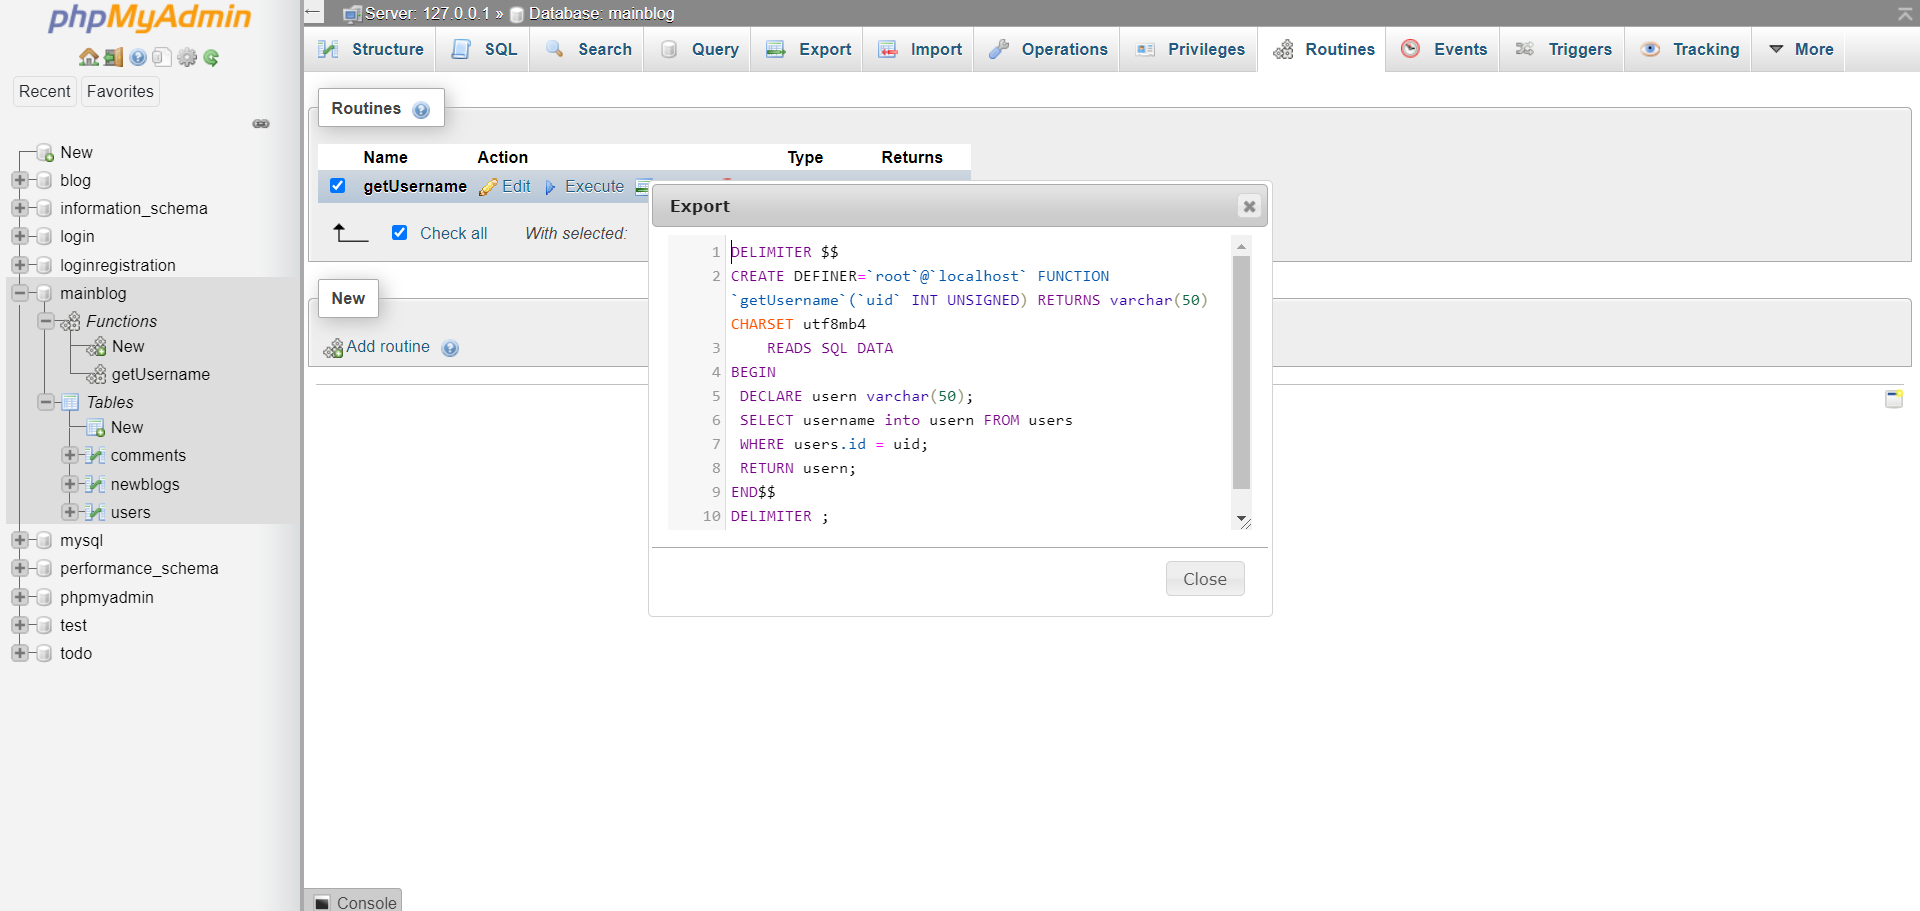 phpMyAdmin
Recent Favorites
New
blog
information_schema
login
loginregistration
mainblog
Functions
New
getUsername
Tables
New
comments
newblogs
users
mysql
performance_schema
phpmyadmin
test
todo
Server: 127.0.0.1 » Database: mainblog
Structure SQL Search Query Export Import Operations Privileges Routines Events Triggers Tracking More
Routines
Name Action Type Returns
getUsername Edit Execute
Check all With selected:
New
Add routine
Export
1 DELIMITER $$
2 CREATE DEFINER=`root`@`localhost` FUNCTION
`getUsername`(`uid` INT UNSIGNED) RETURNS varchar(50)
CHARSET utf8mb4
3 READS SQL DATA
4 BEGIN
5 DECLARE usern varchar(50);
6 SELECT username into usern FROM users
7 WHERE users.id = uid;
8 RETURN usern;
9 END$$
10 DELIMITER ;
Close
Console